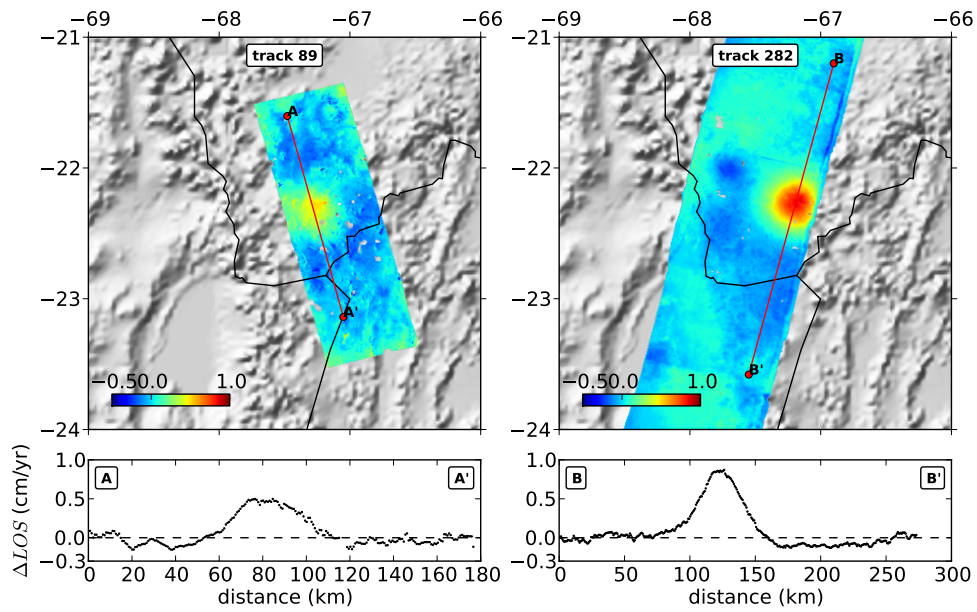 −69 −68 −67 −66
−69 −68 −67 −66
−21
−22
−23
−24
track 89
A
A'
−0.5 0.0 1.0
−21
−22
−23
−24
track 282
B
B'
−0.5 0.0 1.0
ΔLOS (cm/yr)
1.0
0.5
0.0
−0.3
A A'
0 20 40 60 80 100 120 140 160 180
distance (km)
1.0
0.5
0.0
−0.3
B B'
0 50 100 150 200 250 300
distance (km)